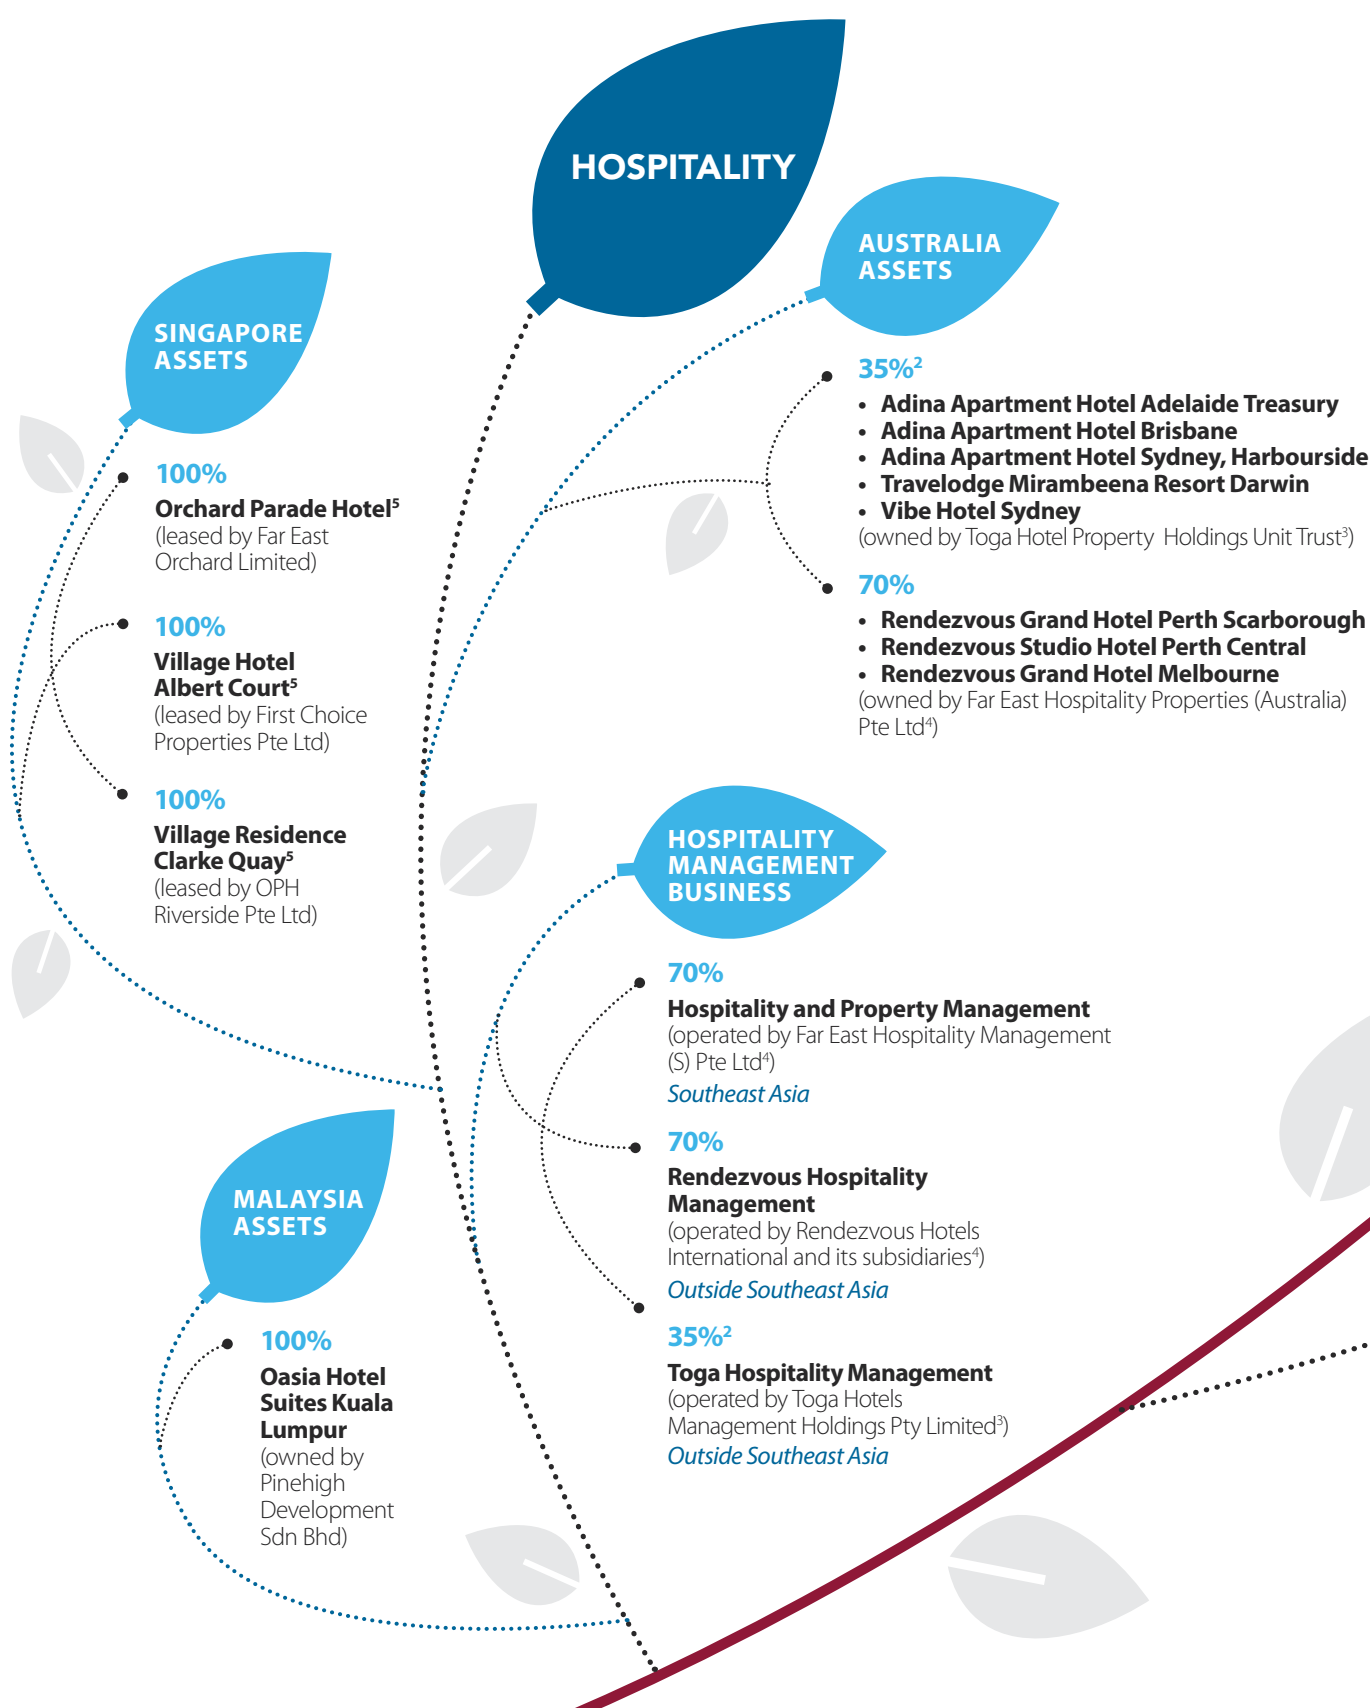 HOSPITALITY
SINGAPORE
ASSETS
100%
Orchard Parade Hotel⁵
(leased by Far East
Orchard Limited)
100%
Village Hotel
Albert Court⁵
(leased by First Choice
Properties Pte Ltd)
100%
Village Residence
Clarke Quay⁵
(leased by OPH
Riverside Pte Ltd)
AUSTRALIA
ASSETS
35%²
• Adina Apartment Hotel Adelaide Treasury
• Adina Apartment Hotel Brisbane
• Adina Apartment Hotel Sydney, Harbourside
• Travelodge Mirambeena Resort Darwin
• Vibe Hotel Sydney
(owned by Toga Hotel Property Holdings Unit Trust³)
70%
• Rendezvous Grand Hotel Perth Scarborough
• Rendezvous Studio Hotel Perth Central
• Rendezvous Grand Hotel Melbourne
(owned by Far East Hospitality Properties (Australia)
Pte Ltd⁴)
HOSPITALITY
MANAGEMENT
BUSINESS
70%
Hospitality and Property Management
(operated by Far East Hospitality Management
(S) Pte Ltd⁴)
Southeast Asia
70%
Rendezvous Hospitality
Management
(operated by Rendezvous Hotels
International and its subsidiaries⁴)
Outside Southeast Asia
35%²
Toga Hospitality Management
(operated by Toga Hotels
Management Holdings Pty Limited³)
Outside Southeast Asia
MALAYSIA
ASSETS
100%
Oasia Hotel
Suites Kuala
Lumpur
(owned by
Pinehigh
Development
Sdn Bhd)